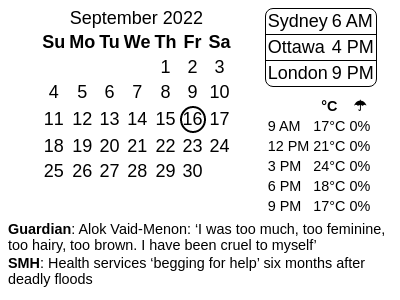 September 2022
Su Mo Tu We Th Fr Sa
1 2 3
4 5 6 7 8 9 10
11 12 13 14 15 16 17
18 19 20 21 22 23 24
25 26 27 28 29 30
Sydney 6 AM
Ottawa 4 PM
London 9 PM
°C ☂
9 AM 17°C 0%
12 PM 21°C 0%
3 PM 24°C 0%
6 PM 18°C 0%
9 PM 17°C 0%
Guardian: Alok Vaid-Menon: ‘I was too much, too feminine,
too hairy, too brown. I have been cruel to myself’
SMH: Health services ‘begging for help’ six months after
deadly floods